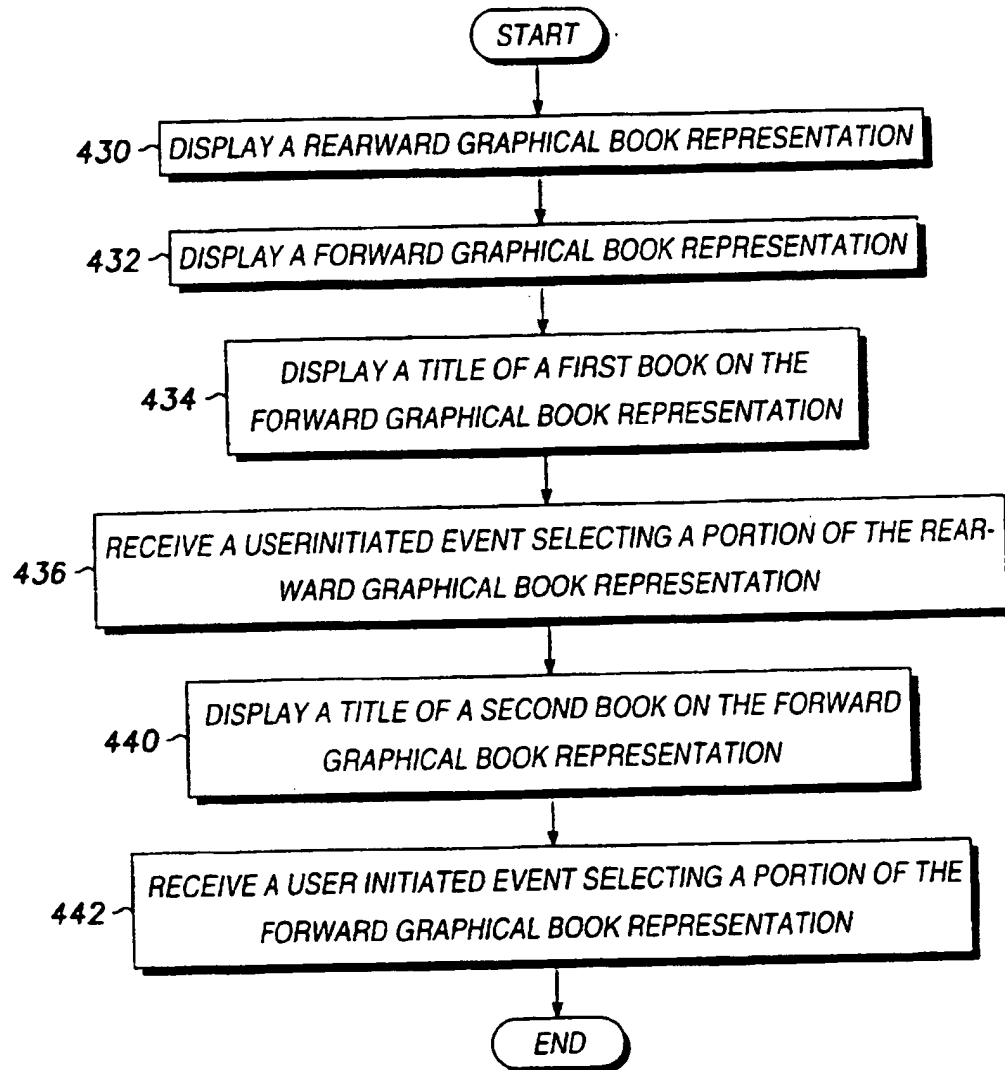 START
430 DISPLAY A REARWARD GRAPHICAL BOOK REPRESENTATION
432 DISPLAY A FORWARD GRAPHICAL BOOK REPRESENTATION
DISPLAY A TITLE OF A FIRST BOOK ON THE
434 FORWARD GRAPHICAL BOOK REPRESENTATION
RECEIVE A USERINITIATED EVENT SELECTING A PORTION OF THE REAR-
436 WARD GRAPHICAL BOOK REPRESENTATION
DISPLAY A TITLE OF A SECOND BOOK ON THE FORWARD
440 GRAPHICAL BOOK REPRESENTATION
RECEIVE A USER INITIATED EVENT SELECTING A PORTION OF THE
442 FORWARD GRAPHICAL BOOK REPRESENTATION
END